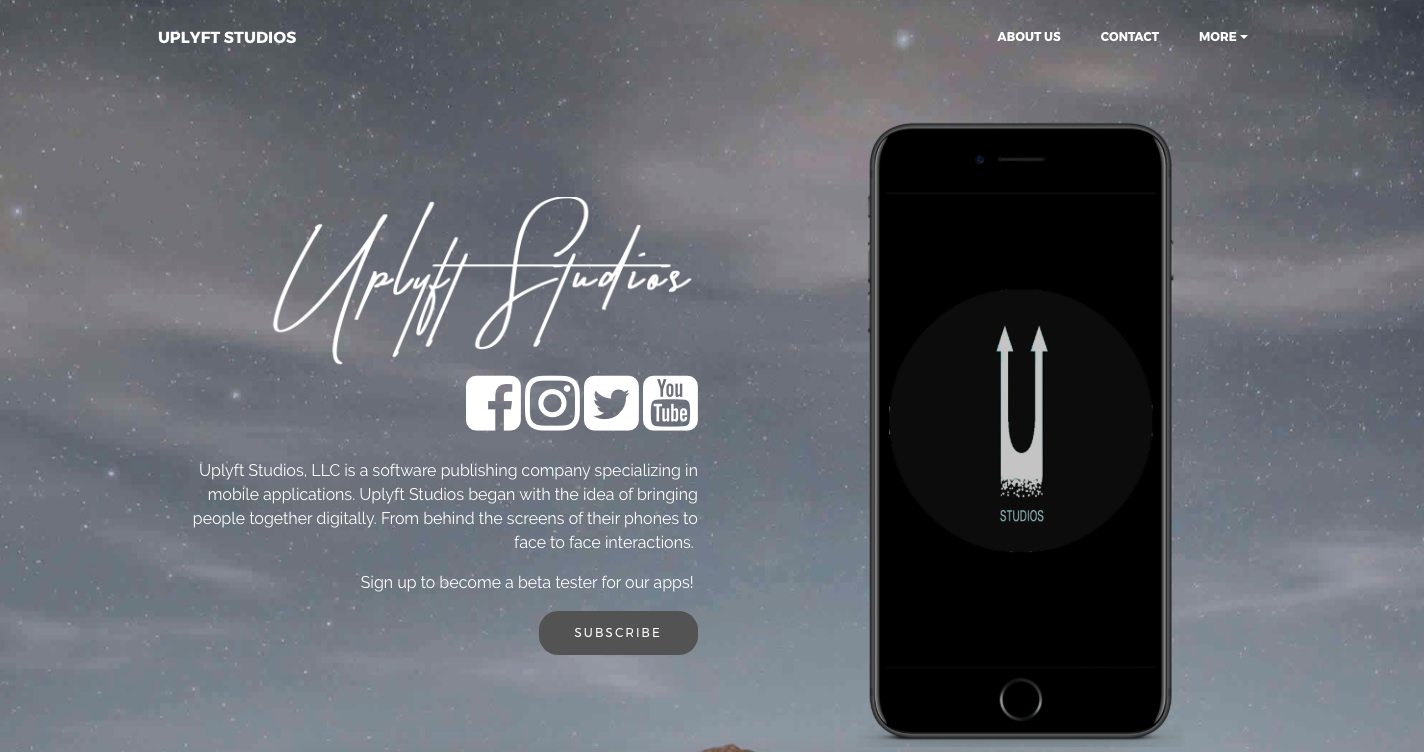 UPLYFT STUDIOS
ABOUT US
CONTACT
MORE
Uplyft Studios
You
Tube
Uplyft Studios, LLC is a software publishing company specializing in
mobile applications. Uplyft Studios began with the idea of bringing
people together digitally. From behind the screens of their phones to
face to face interactions.
Sign up to become a beta tester for our apps!
SUBSCRIBE
U
STUDIOS